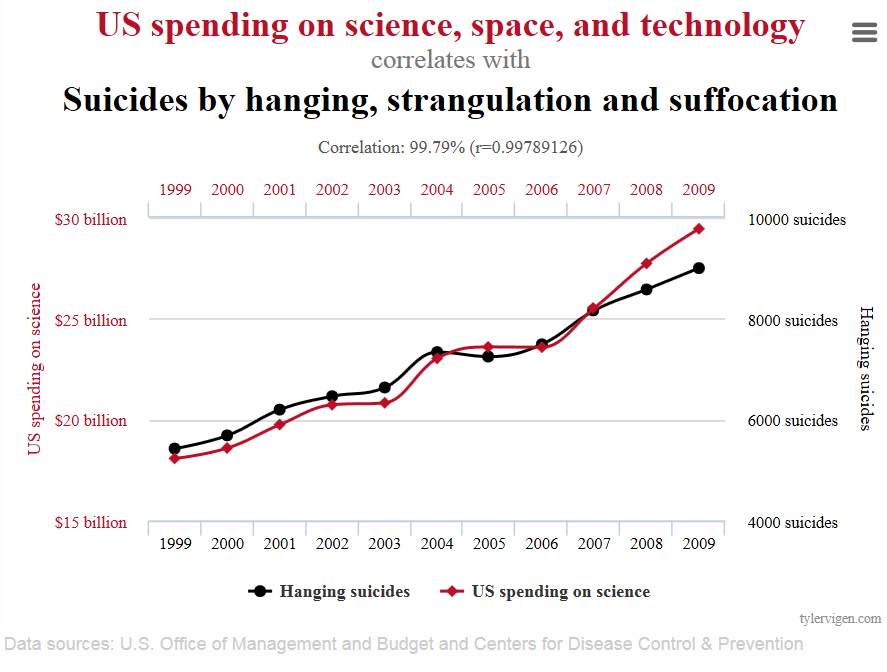 US spending on science, space, and technology
correlates with
Suicides by hanging, strangulation and suffocation
Correlation: 99.79% (r=0.99789126)
1999 2000 2001 2002 2003 2004 2005 2006 2007 2008 2009
$30 billion
10000 suicides
$25 billion
8000 suicides
$20 billion
6000 suicides
$15 billion
4000 suicides
US spending on science
Hanging suicides
1999 2000 2001 2002 2003 2004 2005 2006 2007 2008 2009
Hanging suicides US spending on science
tylervigen.com
Data sources: U.S. Office of Management and Budget and Centers for Disease Control & Prevention